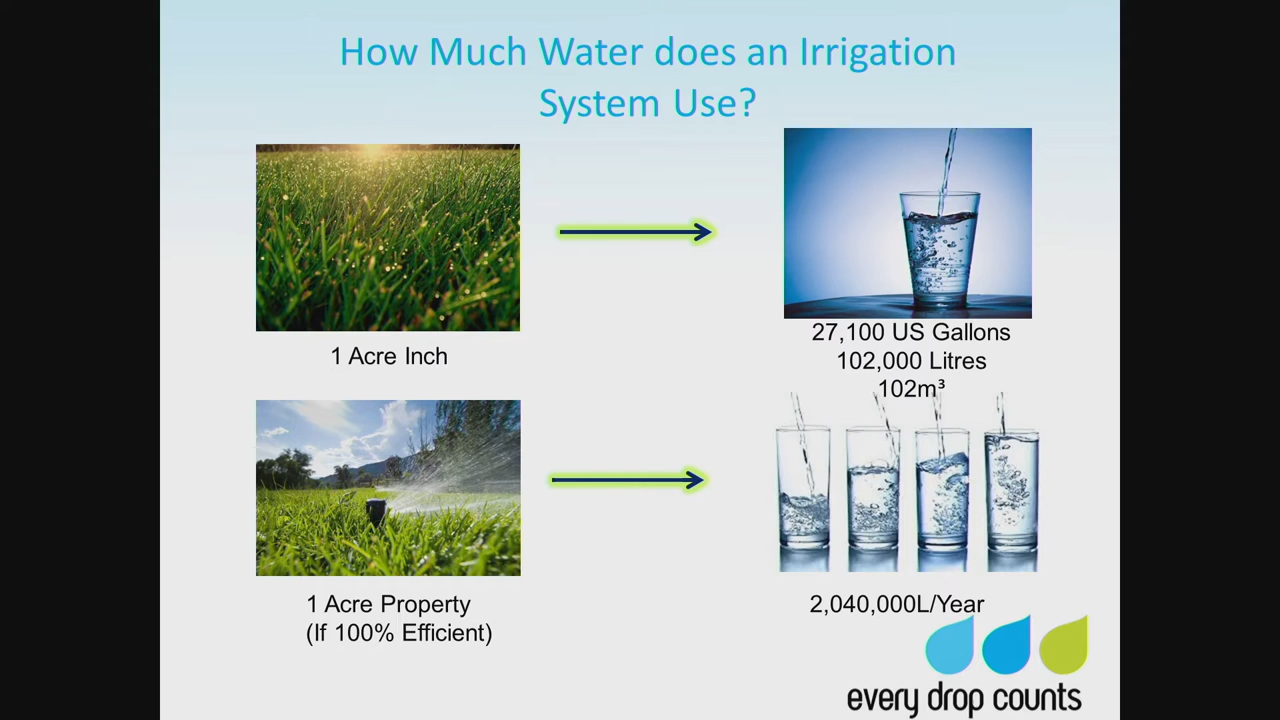 How Much Water does an Irrigation
System Use?
1 Acre Inch
27,100 US Gallons
102,000 Litres
102m³
1 Acre Property
(If 100% Efficient)
2,040,000L/Year
every drop counts